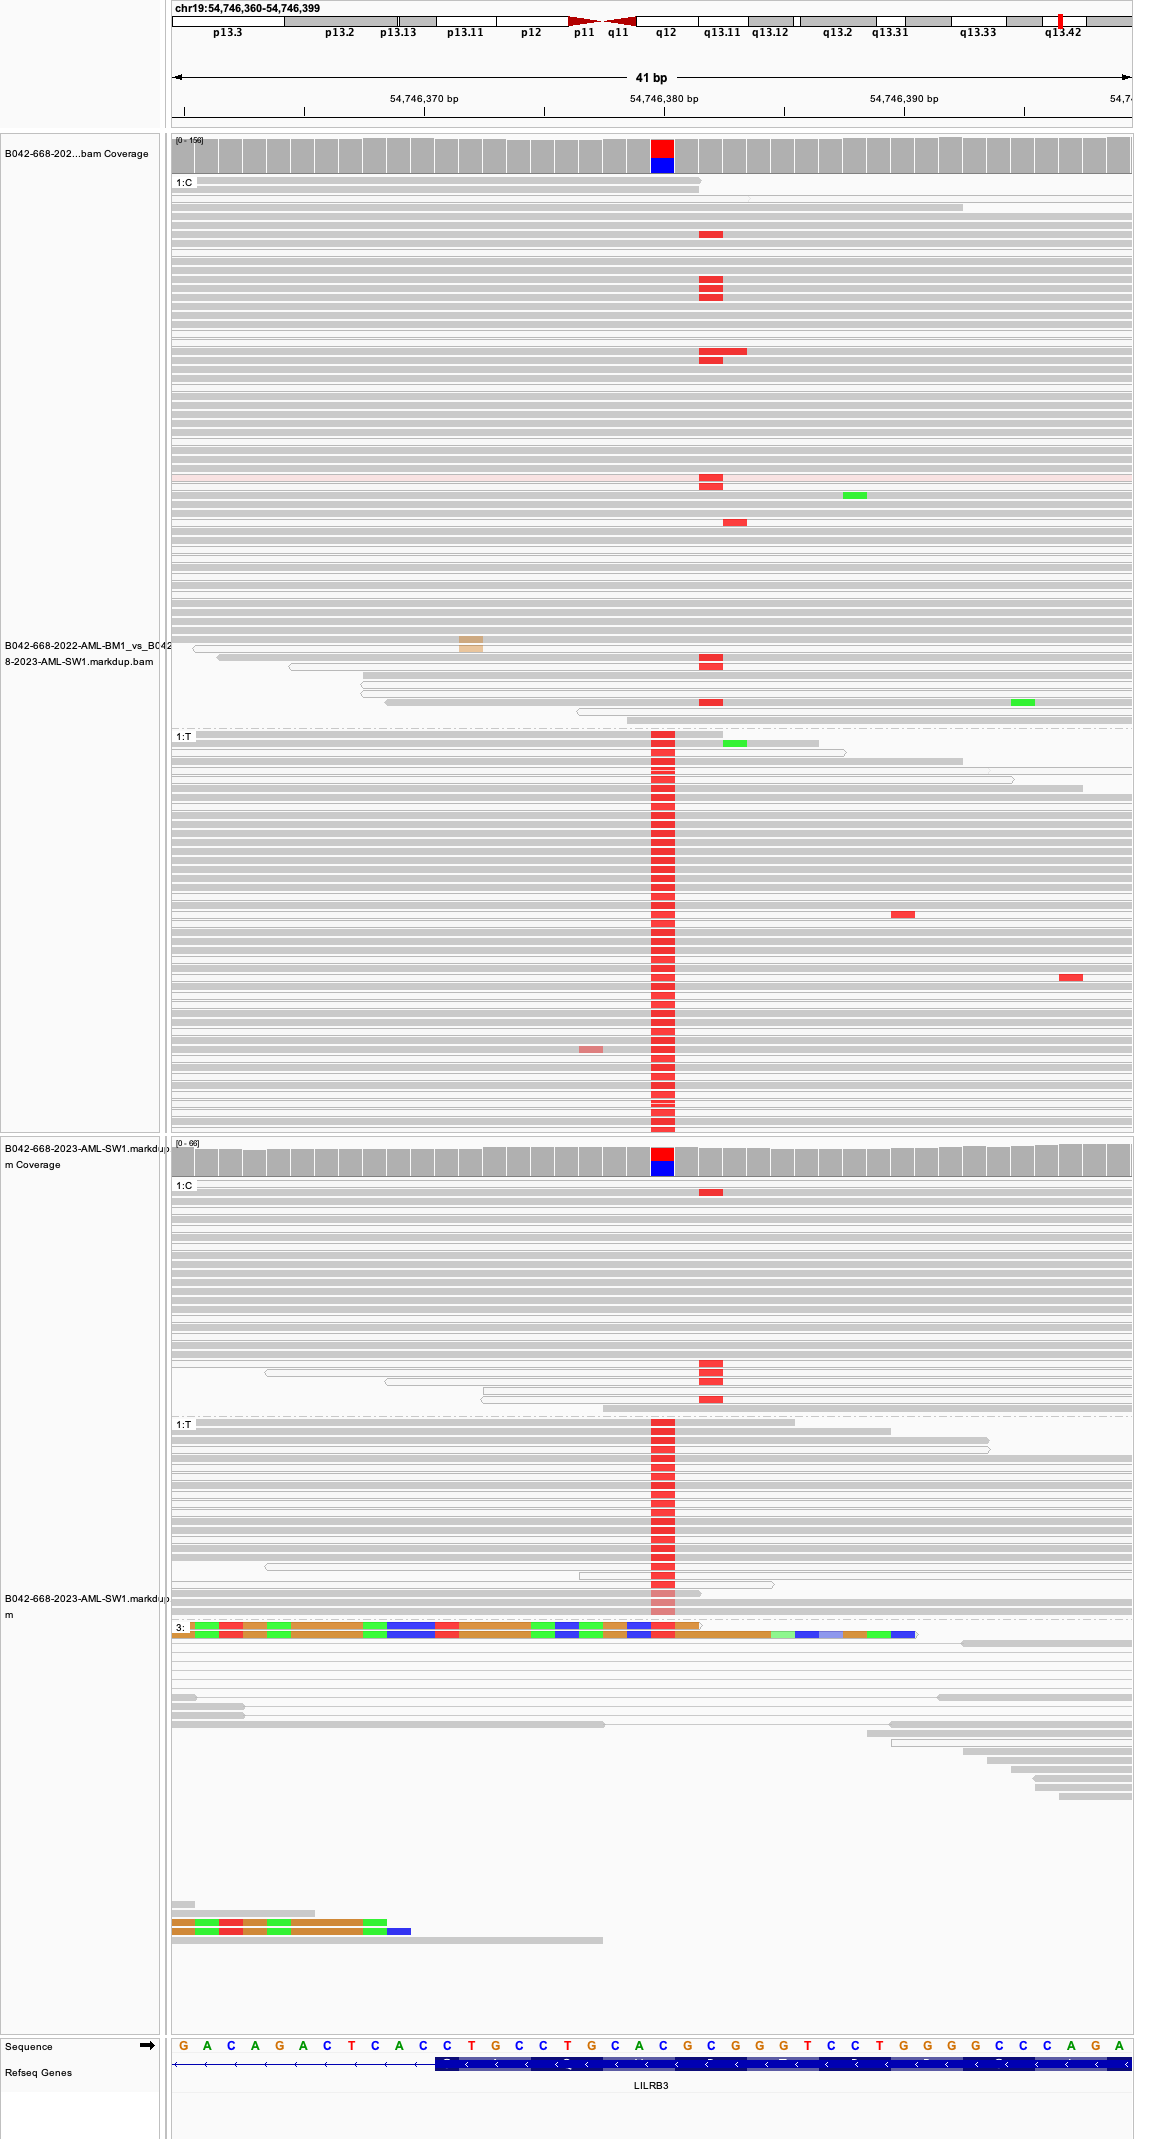 chr19:54,746,360-54,746,399
p13.3 p13.2 p13.13 p13.11 p12 p11 q11 q12 q13.11 q13.12 q13.2 q13.31 q13.33 q13.42
41 bp
54,746,370 bp 54,746,380 bp 54,746,390 bp 54,7
[0 - 156]
B042-668-202...bam Coverage
1:C
B042-668-2022-AML-BM1_vs_B042
8-2023-AML-SW1.markdup.bam
1:T
[0 - 66]
B042-668-2023-AML-SW1.markdup
m Coverage
1:C
1:T
B042-668-2023-AML-SW1.markdup
m
3:
Sequence G A C A G A C T C A C C T G C C T G C A C G C G G G T C C T G G G G C C C A G A
Refseq Genes
LILRB3